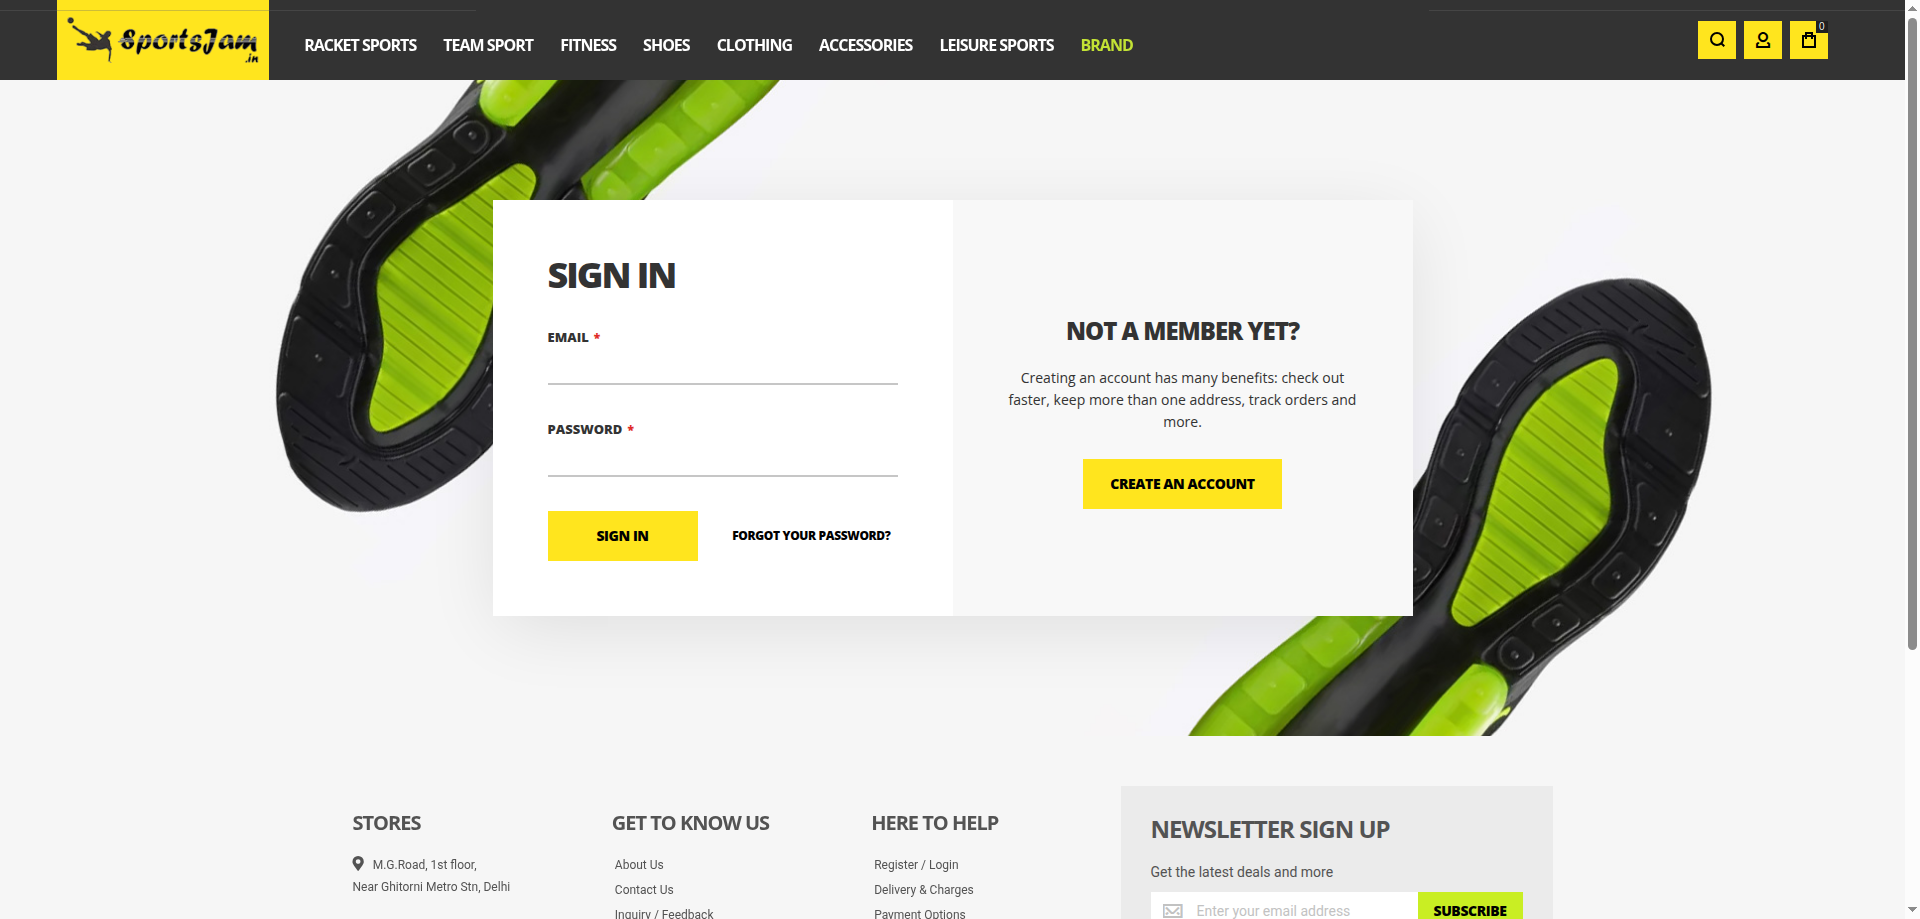 SportsJam
.in
RACKET SPORTS TEAM SPORT FITNESS SHOES CLOTHING ACCESSORIES LEISURE SPORTS BRAND
0
SIGN IN
EMAIL *
PASSWORD *
SIGN IN
FORGOT YOUR PASSWORD?
NOT A MEMBER YET?
Creating an account has many benefits: check out
faster, keep more than one address, track orders and
more.
CREATE AN ACCOUNT
STORES
M.G.Road, 1st floor,
Near Ghitorni Metro Stn, Delhi
GET TO KNOW US
About Us
Contact Us
Inquiry / Feedback
HERE TO HELP
Register / Login
Delivery & Charges
Payment Options
NEWSLETTER SIGN UP
Get the latest deals and more
Enter your email address
SUBSCRIBE